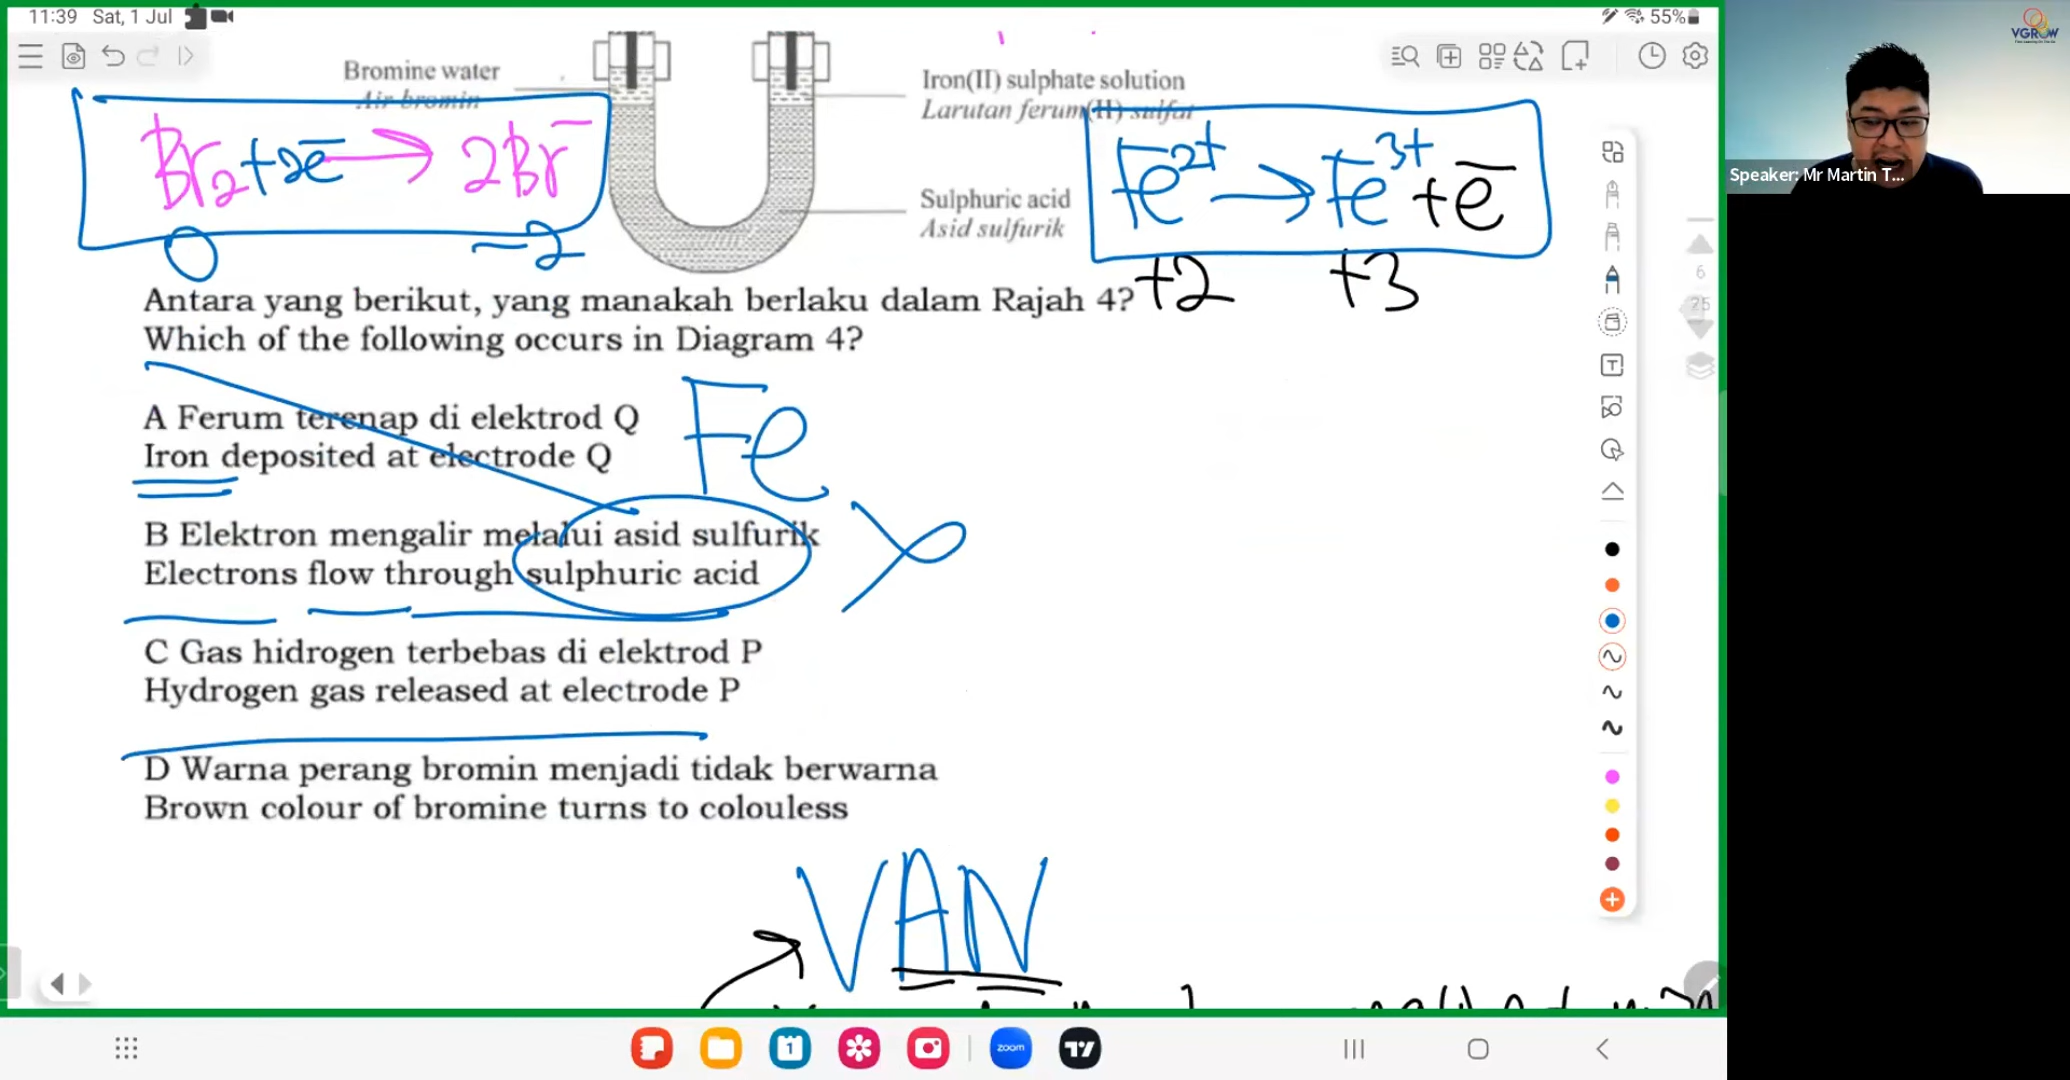 11:39 Sat, 1 Jul
55%
VGROW
Bromine water
Air bromin
Iron(II) sulphate solution
Larutan ferum(II) sulfat
Br2 + 2e- → 2Br-
0 -2
Fe2+ → Fe3+ + e-
+2 +3
Sulphuric acid
Asid sulfurik
Speaker: Mr Martin T...
6
25
Antara yang berikut, yang manakah berlaku dalam Rajah 4?
Which of the following occurs in Diagram 4?
A Ferum terenap di elektrod Q
Iron deposited at electrode Q
Fe
B Elektron mengalir melalui asid sulfurik
Electrons flow through sulphuric acid
C Gas hidrogen terbebas di elektrod P
Hydrogen gas released at electrode P
D Warna perang bromin menjadi tidak berwarna
Brown colour of bromine turns to colouless
VAN
1
zoom